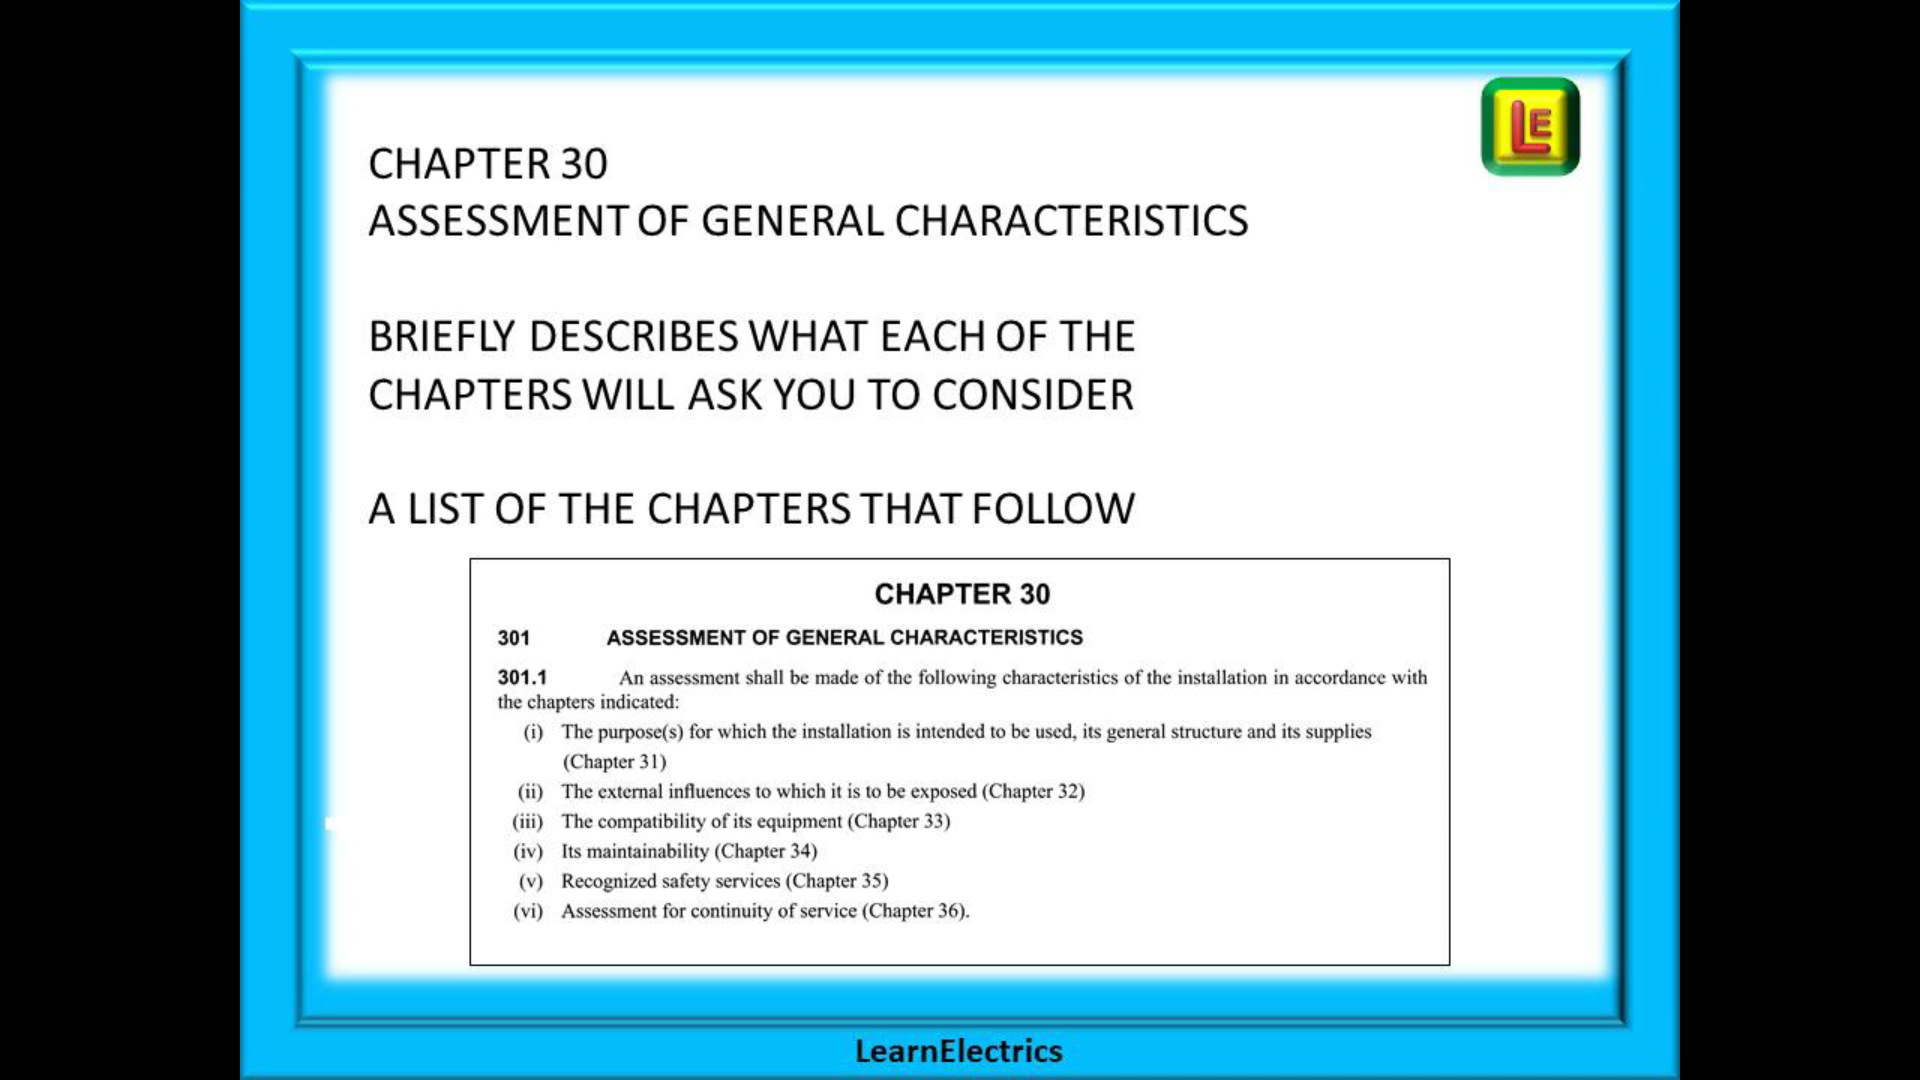 LE
CHAPTER 30
ASSESSMENT OF GENERAL CHARACTERISTICS
BRIEFLY DESCRIBES WHAT EACH OF THE
CHAPTERS WILL ASK YOU TO CONSIDER
A LIST OF THE CHAPTERS THAT FOLLOW
CHAPTER 30
301 ASSESSMENT OF GENERAL CHARACTERISTICS
301.1 An assessment shall be made of the following characteristics of the installation in accordance with
the chapters indicated:
(i) The purpose(s) for which the installation is intended to be used, its general structure and its supplies
(Chapter 31)
(ii) The external influences to which it is to be exposed (Chapter 32)
(iii) The compatibility of its equipment (Chapter 33)
(iv) Its maintainability (Chapter 34)
(v) Recognized safety services (Chapter 35)
(vi) Assessment for continuity of service (Chapter 36).
LearnElectrics